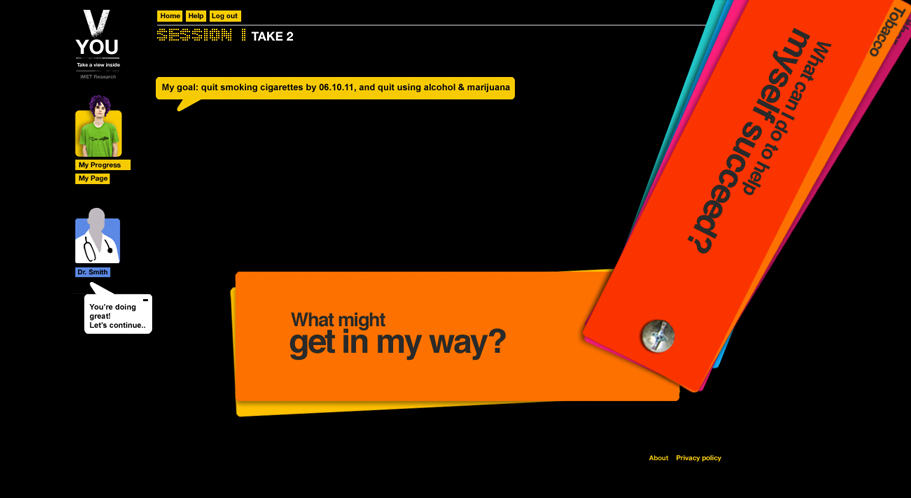 V
YOU
Take a view inside
iMET Research
Home Help Log out
SESSION 1 TAKE 2
My goal: quit smoking cigarettes by 06.10.11, and quit using alcohol & marijuana
My Progress
My Page
Dr. Smith
You're doing
great!
Let's continue..
Tobacco
What can I do to help
myself succeed?
What might
get in my way?
About Privacy policy